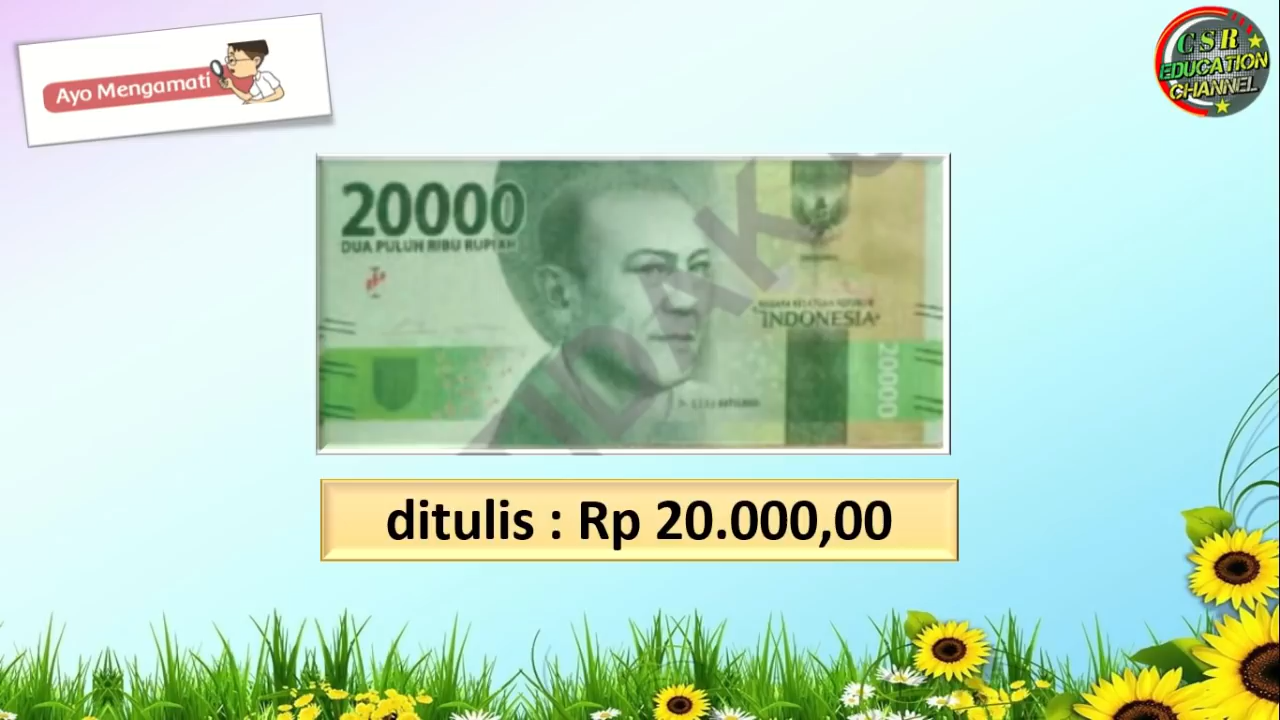 Ayo Mengamati
CSR
EDUCATION
CHANNEL
20000
DUA PULUH RIBU RUPIAH
INDONESIA
20000
ditulis : Rp 20.000,00